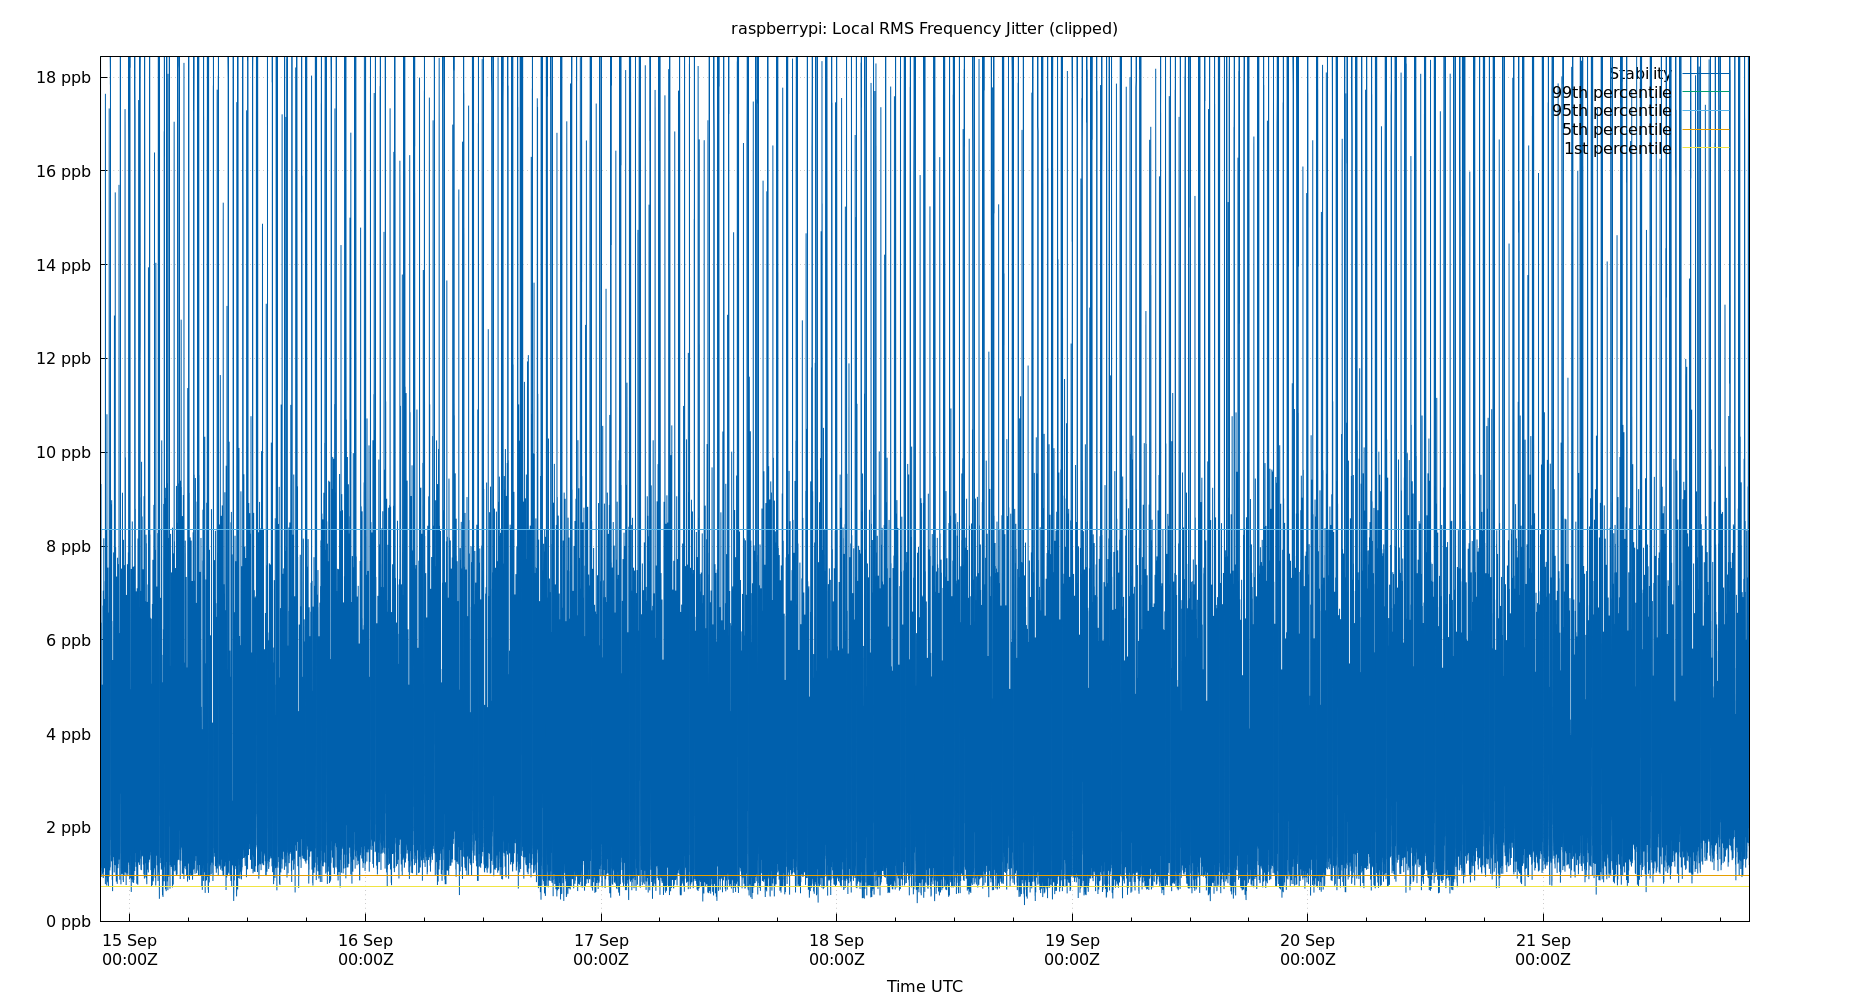 raspberrypi: Local RMS Frequency Jitter (clipped)
18 ppb
16 ppb
14 ppb
12 ppb
10 ppb
8 ppb
6 ppb
4 ppb
2 ppb
0 ppb
Stability
99th percentile
95th percentile
5th percentile
1st percentile
15 Sep
00:00Z
16 Sep
00:00Z
17 Sep
00:00Z
18 Sep
00:00Z
19 Sep
00:00Z
20 Sep
00:00Z
21 Sep
00:00Z
Time UTC